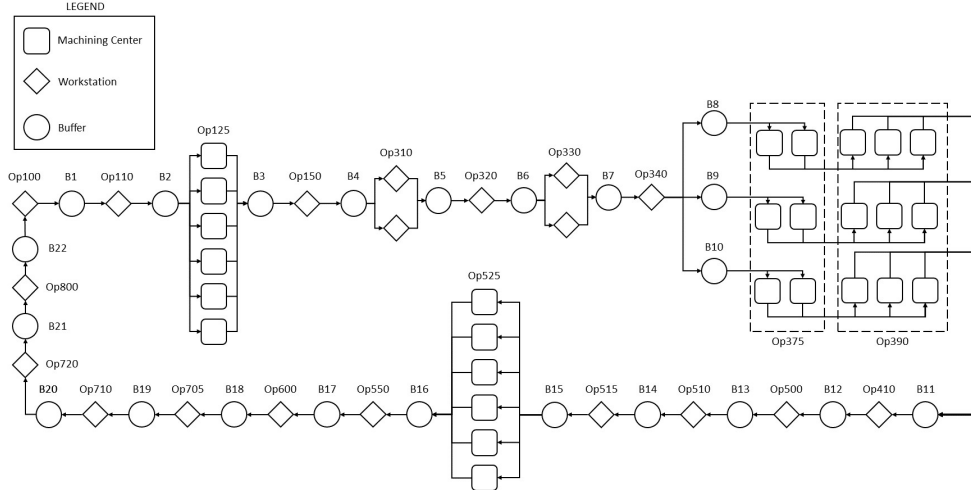 LEGEND
Machining Center
Workstation
Buffer
B8
Op125
Op310
Op330
Op100
B1
Op110
B2
B3
Op150
B4
B5
Op320
B6
B7
Op340
B9
B10
B22
Op800
B21
Op720
Op525
Op375
Op390
B20
Op710
B19
Op705
B18
Op600
B17
Op550
B16
B15
Op515
B14
Op510
B13
Op500
B12
Op410
B11